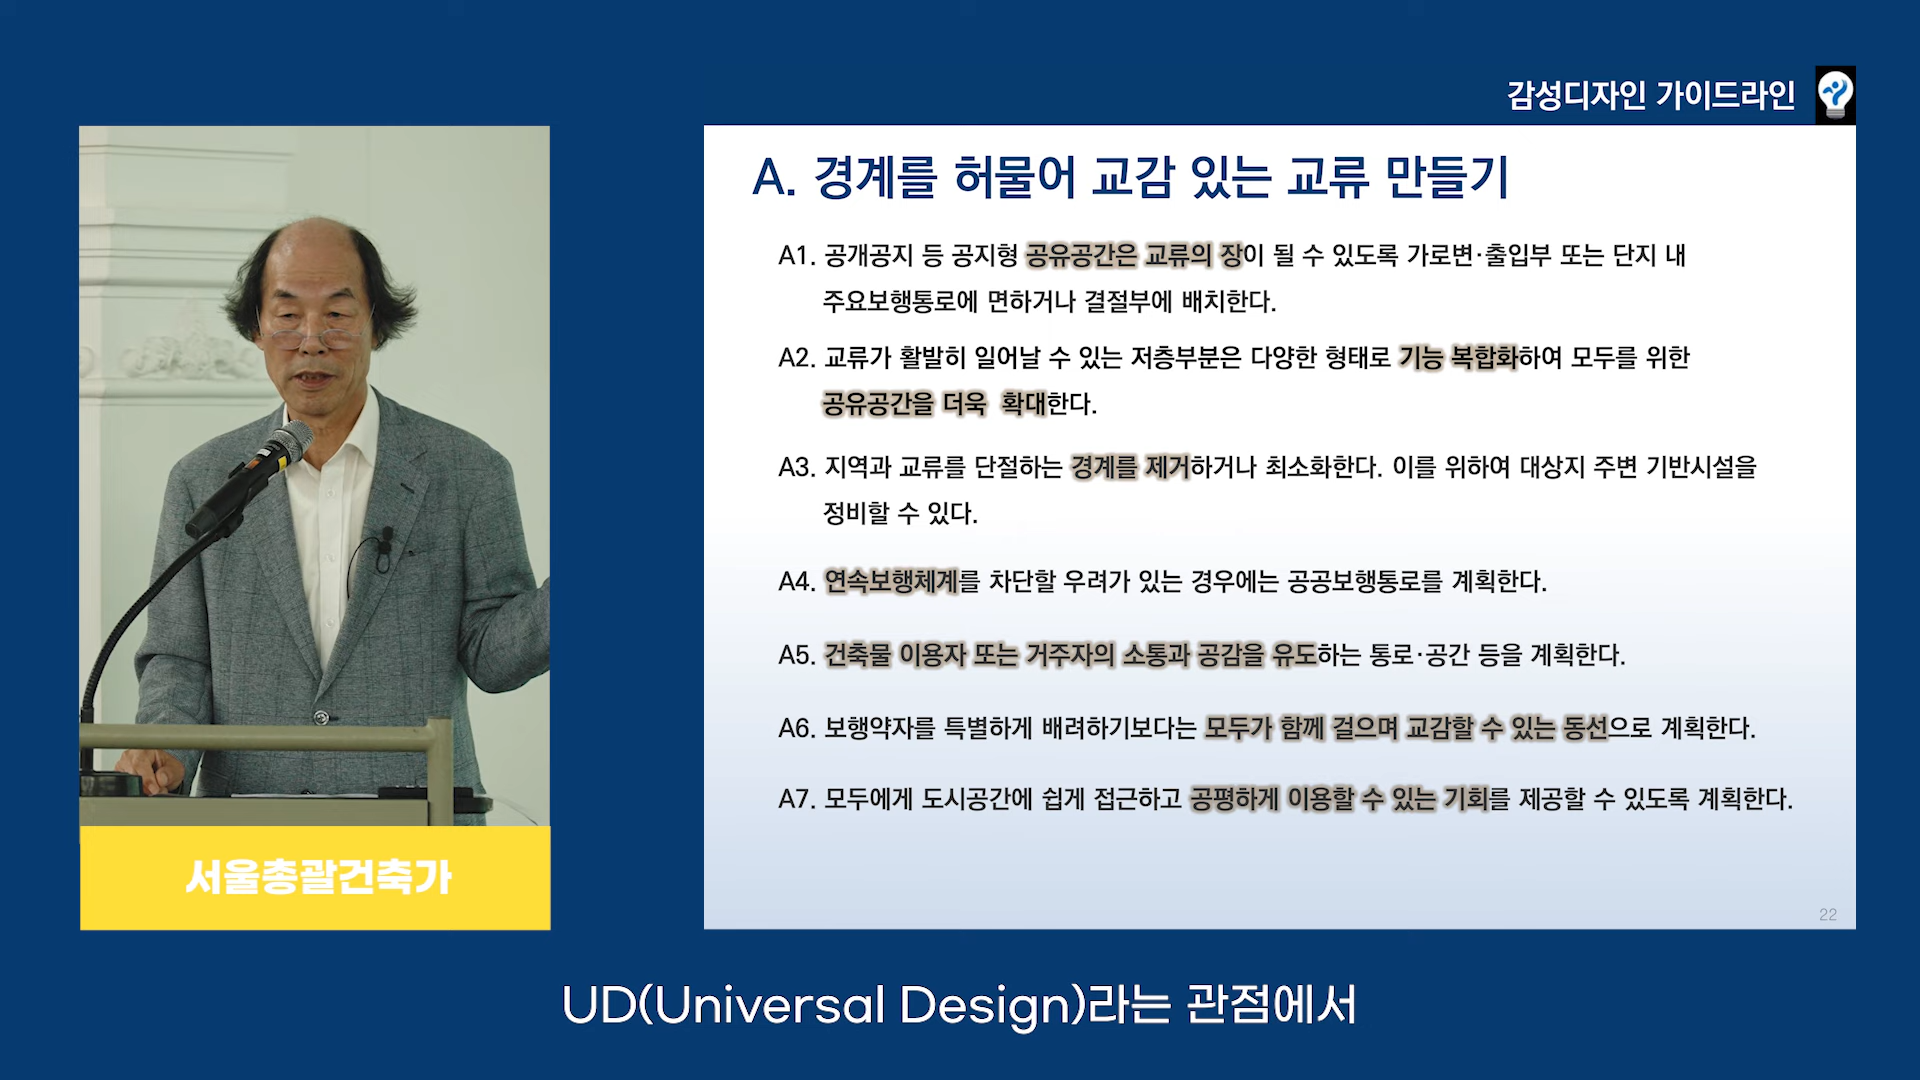 감성디자인 가이드라인
A. 경계를 허물어 교감 있는 교류 만들기
A1. 공개공지 등 공지형 공유공간은 교류의 장이 될 수 있도록 가로변·출입부 또는 단지 내
주요보행통로에 면하거나 결절부에 배치한다.
A2. 교류가 활발히 일어날 수 있는 저층부분은 다양한 형태로 기능 복합화하여 모두를 위한
공유공간을 더욱 확대한다.
A3. 지역과 교류를 단절하는 경계를 제거하거나 최소화한다. 이를 위하여 대상지 주변 기반시설을
정비할 수 있다.
A4. 연속보행체계를 차단할 우려가 있는 경우에는 공공보행통로를 계획한다.
A5. 건축물 이용자 또는 거주자의 소통과 공감을 유도하는 통로·공간 등을 계획한다.
A6. 보행약자를 특별하게 배려하기보다는 모두가 함께 걸으며 교감할 수 있는 동선으로 계획한다.
A7. 모두에게 도시공간에 쉽게 접근하고 공평하게 이용할 수 있는 기회를 제공할 수 있도록 계획한다.
22
서울총괄건축가
UD(Universal Design)라는 관점에서